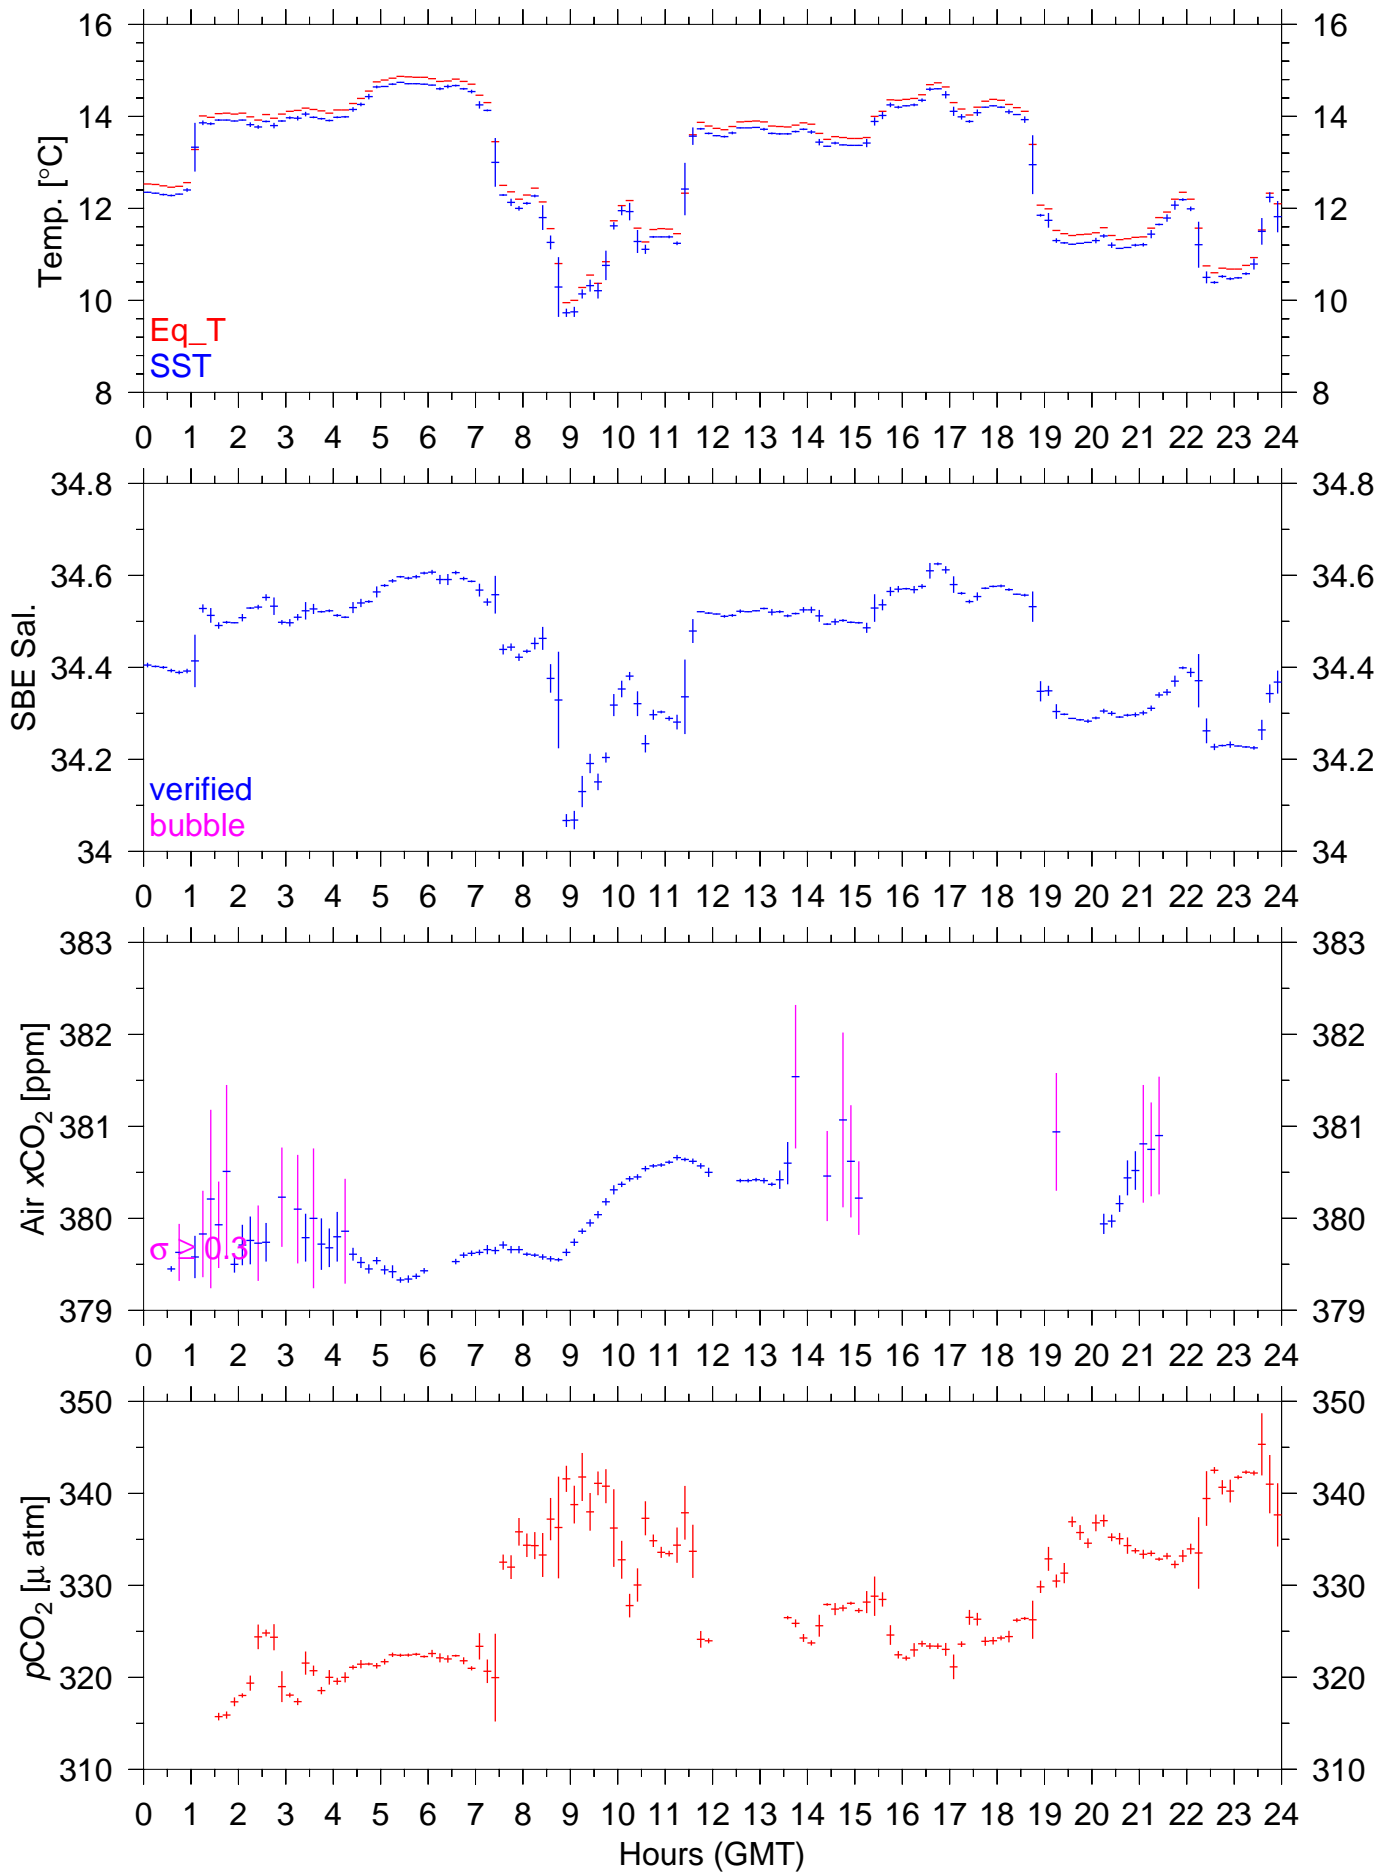 16 16
14 14
12 12
10 10
8 8
Temp. [°C]
Eq_T
SST
0 1 2 3 4 5 6 7 8 9 10 11 12 13 14 15 16 17 18 19 20 21 22 23 24
34.8 34.8
34.6 34.6
34.4 34.4
34.2 34.2
34 34
SBE Sal.
verified
bubble
0 1 2 3 4 5 6 7 8 9 10 11 12 13 14 15 16 17 18 19 20 21 22 23 24
383 383
382 382
381 381
380 380
379 379
Air xCO₂ [ppm]
σ ≥ 0.3
0 1 2 3 4 5 6 7 8 9 10 11 12 13 14 15 16 17 18 19 20 21 22 23 24
350 350
340 340
330 330
320 320
310 310
pCO₂ [μ atm]
0 1 2 3 4 5 6 7 8 9 10 11 12 13 14 15 16 17 18 19 20 21 22 23 24
Hours (GMT)